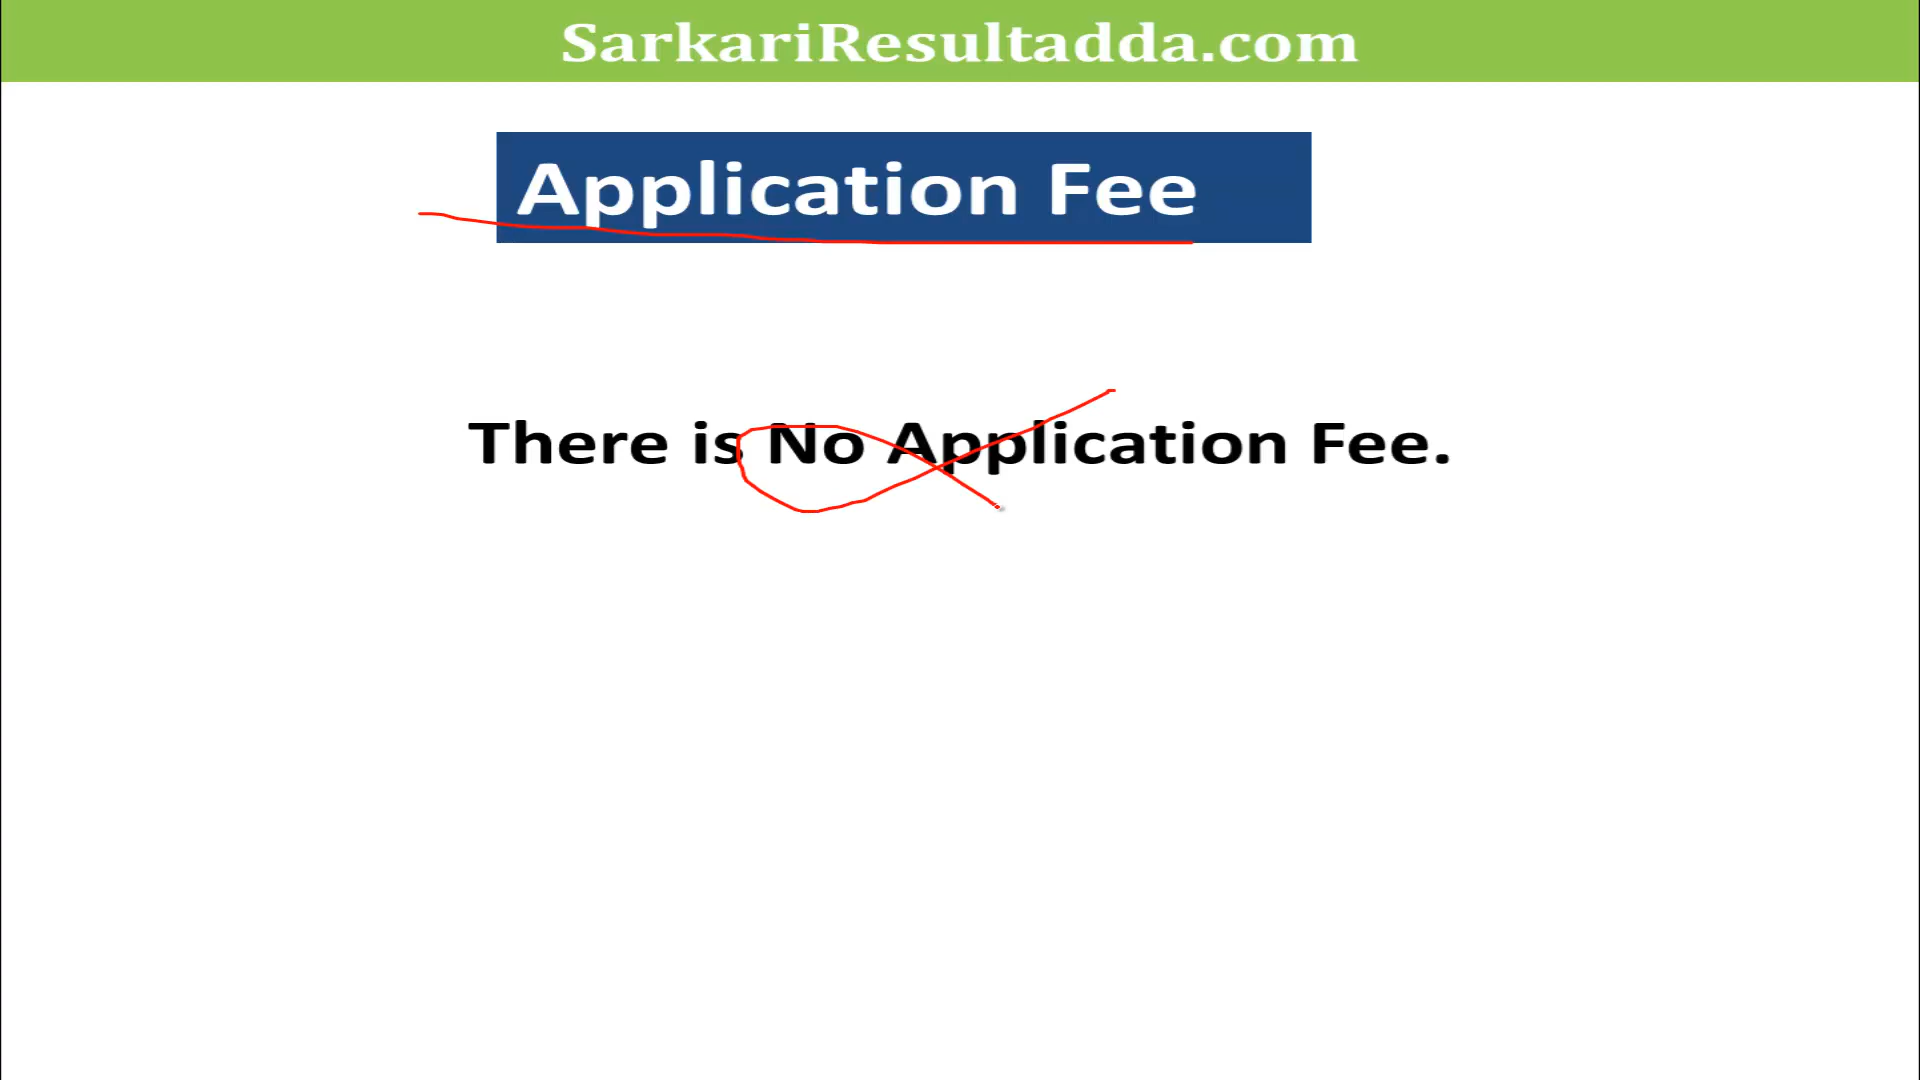 SarkariResultadda.com
Application Fee
There is No Application Fee.